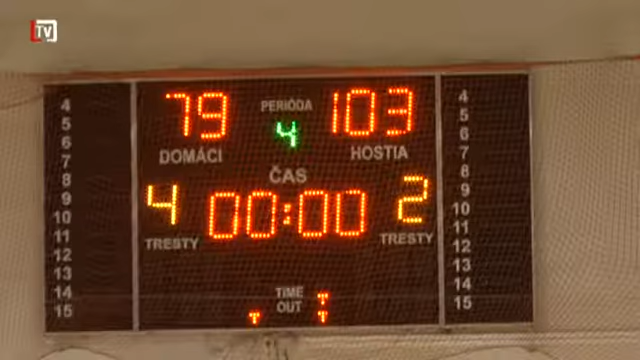 TV
79 PERIÓDA 103
4
DOMÁCI HOSTIA
ČAS
4 00:00 2
TRESTY TRESTY
TIME T
OUT
T T
4
5
6
7
8
9
10
11
12
13
14
15
4
5
6
7
8
9
10
11
12
13
14
15